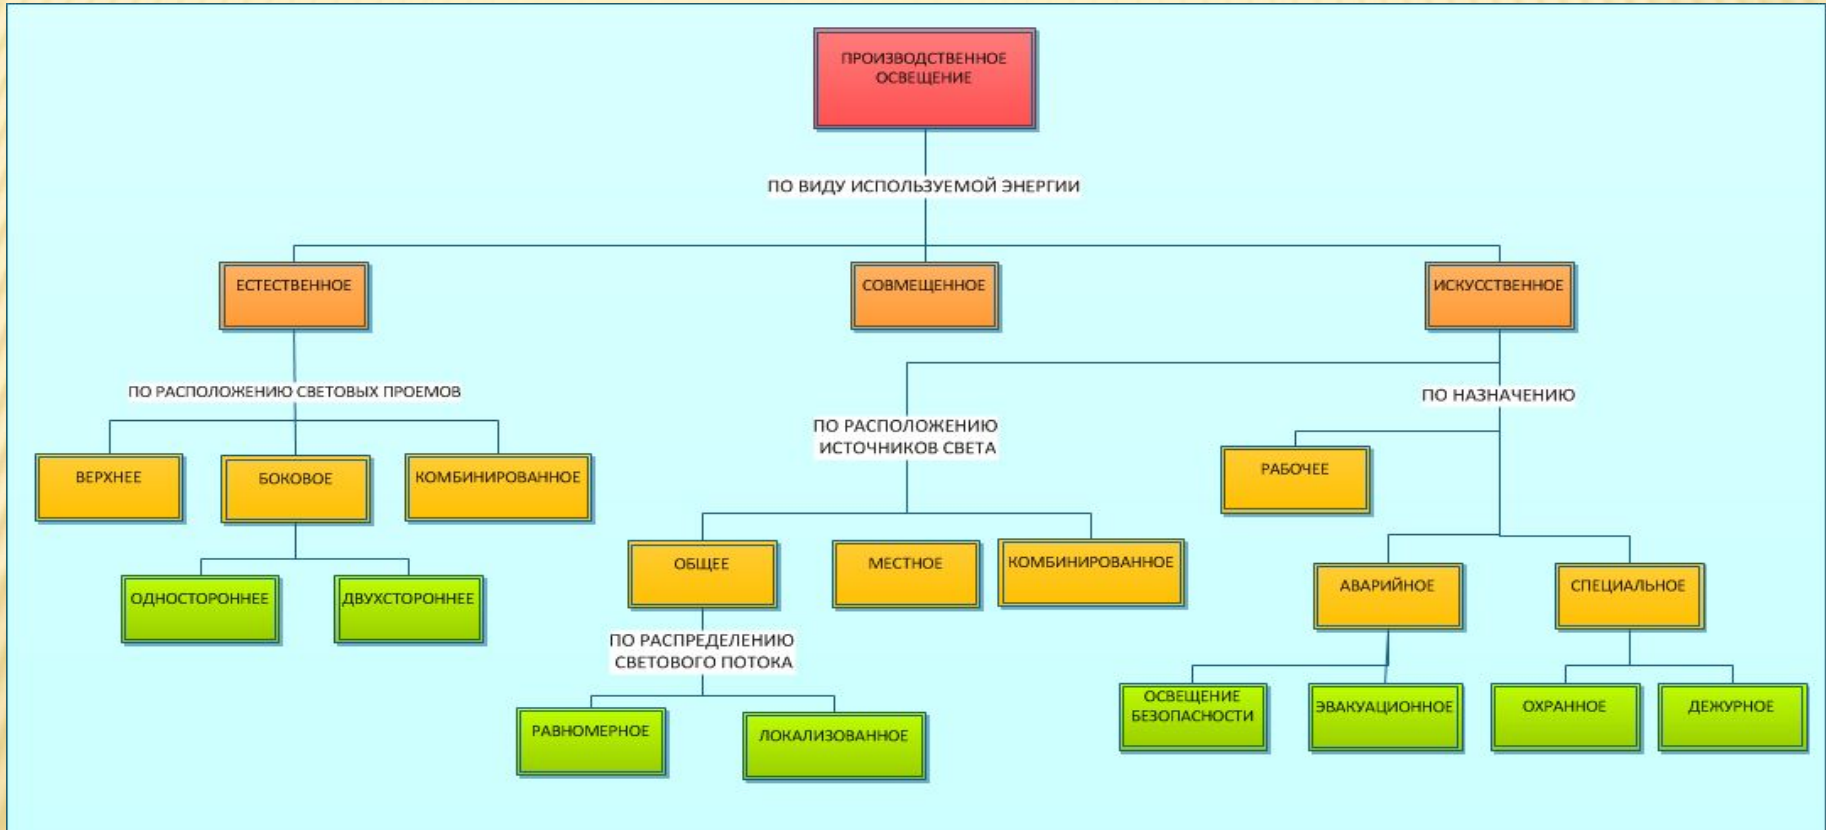 ПРОИЗВОДСТВЕННОЕ
ОСВЕЩЕНИЕ
ПО ВИДУ ИСПОЛЬЗУЕМОЙ ЭНЕРГИИ
ЕСТЕСТВЕННОЕ
СОВМЕЩЕННОЕ
ИСКУССТВЕННОЕ
ПО РАСПОЛОЖЕНИЮ СВЕТОВЫХ ПРОЕМОВ
ВЕРХНЕЕ
БОКОВОЕ
КОМБИНИРОВАННОЕ
ОДНОСТОРОННЕЕ
ДВУХСТОРОННЕЕ
ПО РАСПОЛОЖЕНИЮ
ИСТОЧНИКОВ СВЕТА
ОБЩЕЕ
МЕСТНОЕ
КОМБИНИРОВАННОЕ
ПО РАСПРЕДЕЛЕНИЮ
СВЕТОВОГО ПОТОКА
РАВНОМЕРНОЕ
ЛОКАЛИЗОВАННОЕ
ПО НАЗНАЧЕНИЮ
РАБОЧЕЕ
АВАРИЙНОЕ
СПЕЦИАЛЬНОЕ
ОСВЕЩЕНИЕ
БЕЗОПАСНОСТИ
ЭВАКУАЦИОННОЕ
ОХРАННОЕ
ДЕЖУРНОЕ